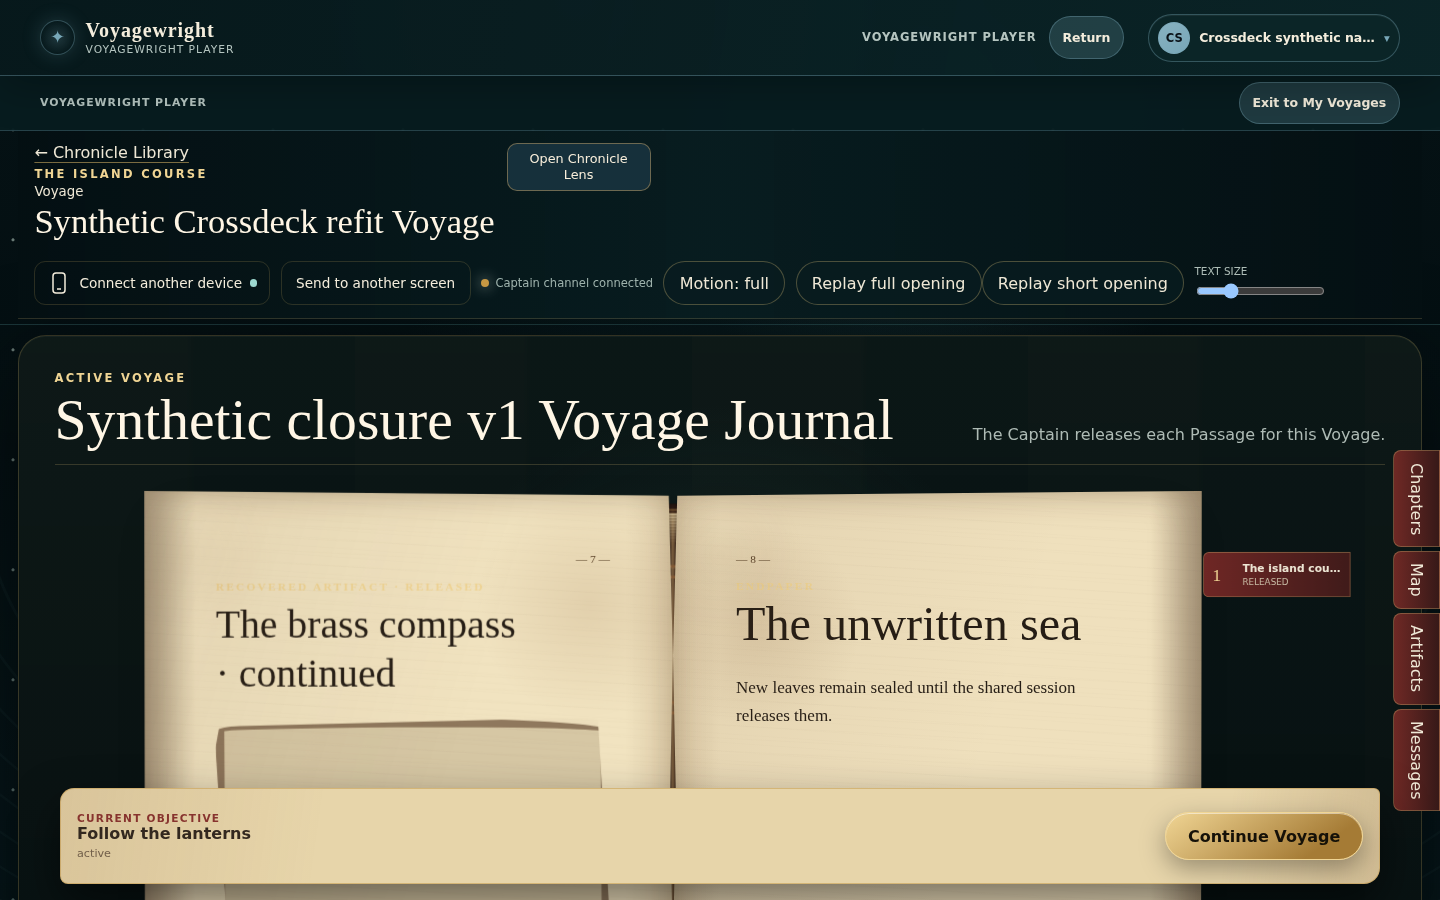 ✦ Voyagewright
VOYAGEWRIGHT PLAYER
VOYAGEWRIGHT PLAYER
Return
CS Crossdeck synthetic na… ▾
VOYAGEWRIGHT PLAYER
Exit to My Voyages
← Chronicle Library
THE ISLAND COURSE
Voyage
Synthetic Crossdeck refit Voyage
Open Chronicle
Lens
Connect another device
Send to another screen
Captain channel connected
Motion: full
Replay full opening
Replay short opening
TEXT SIZE
ACTIVE VOYAGE
Synthetic closure v1 Voyage Journal
The Captain releases each Passage for this Voyage.
— 7 —
RECOVERED ARTIFACT · RELEASED
The brass compass
· continued
— 8 —
The unwritten sea
New leaves remain sealed until the shared session
releases them.
1 The island cou…
RELEASED
Chapters
Map
Artifacts
Messages
CURRENT OBJECTIVE
Follow the lanterns
active
Continue Voyage